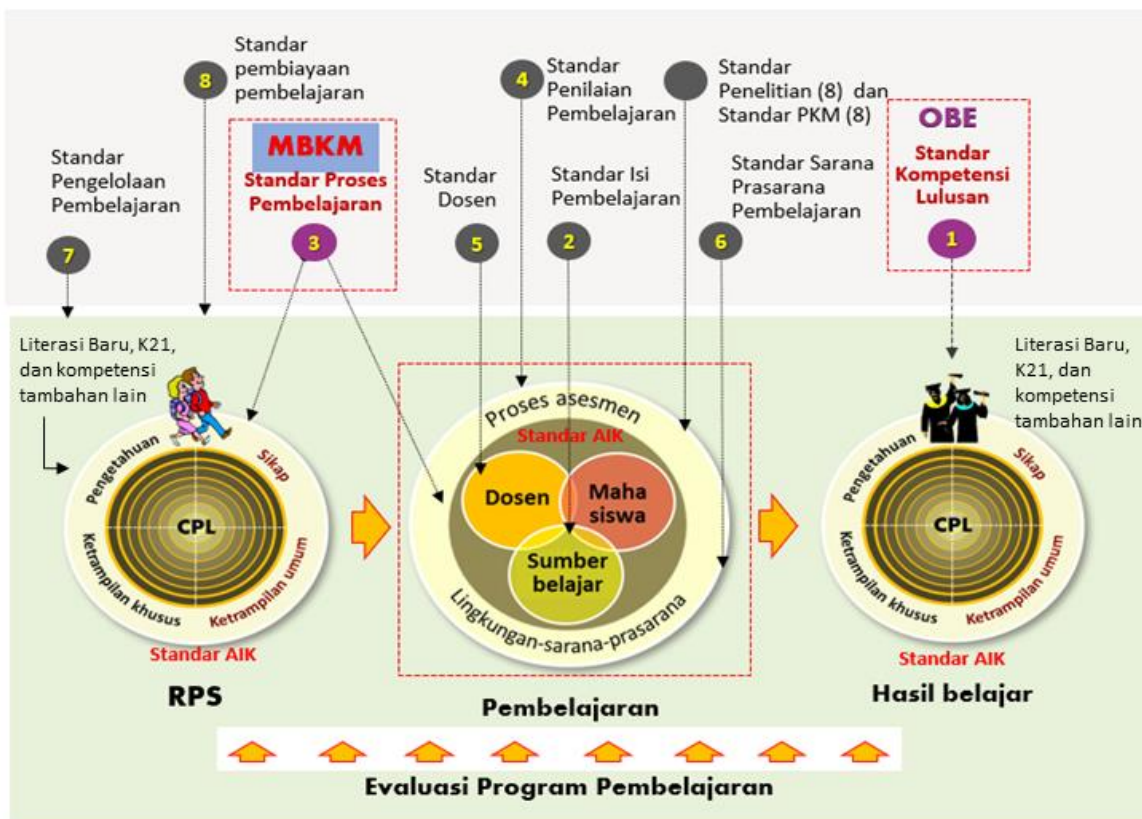 8
Standar
pembiayaan
pembelajaran
4
Standar
Penilaian
Pembelajaran
Standar
Penelitian (8) dan
Standar PKM (8)
OBE
Standar
Kompetensi
Lulusan
1
7
Standar
Pengelolaan
Pembelajaran
MBKM
Standar Proses
Pembelajaran
3
Standar
Dosen
5
Standar Isi
Pembelajaran
2
Standar Sarana
Prasarana
Pembelajaran
6
Literasi Baru, K21,
dan kompetensi
tambahan lain
Pengetahuan
Sikap
CPL
Ketrampilan khusus
Ketrampilan umum
Standar AIK
RPS
Proses asesmen
Standar AIK
Dosen
Maha
siswa
Sumber
belajar
Lingkungan-sarana-prasarana
Pembelajaran
Literasi Baru,
K21, dan
kompetensi
tambahan lain
Pengetahuan
Sikap
CPL
Ketrampilan khusus
Ketrampilan umum
Standar AIK
Hasil belajar
Evaluasi Program Pembelajaran